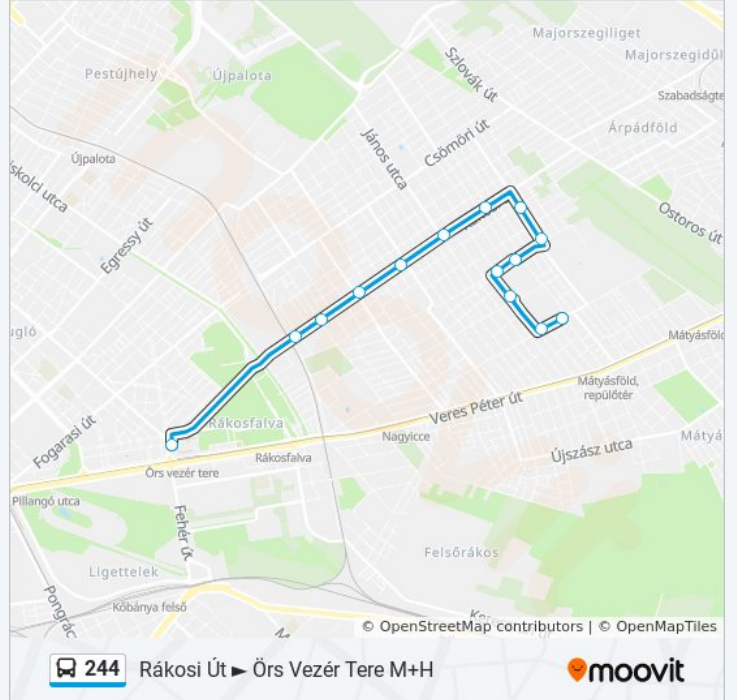 Majorszegiliget
Majorszegidűl
Pestújhely
Újpalota
Szlovák út
Szabadságte
Árpádföld
Csömöri út
János utca
Újpalota
skolci utca
Ostoros út
Egressy út
ugló
Mátyásföld
Mátyásföld,
repülőtér
Veres Péter út
Rákosfalva
Nagyicce
Fogarasi út
Mátyá
Újszász utca
Rákosfalva
Örs vezér tere
Pillangó utca
Fehér út
Felsőrákos
Ligettelek
Kőbánya felső
Pongrác
© OpenStreetMap contributors | © OpenMapTiles
244 Rákosi Út ► Örs Vezér Tere M+H
moovit